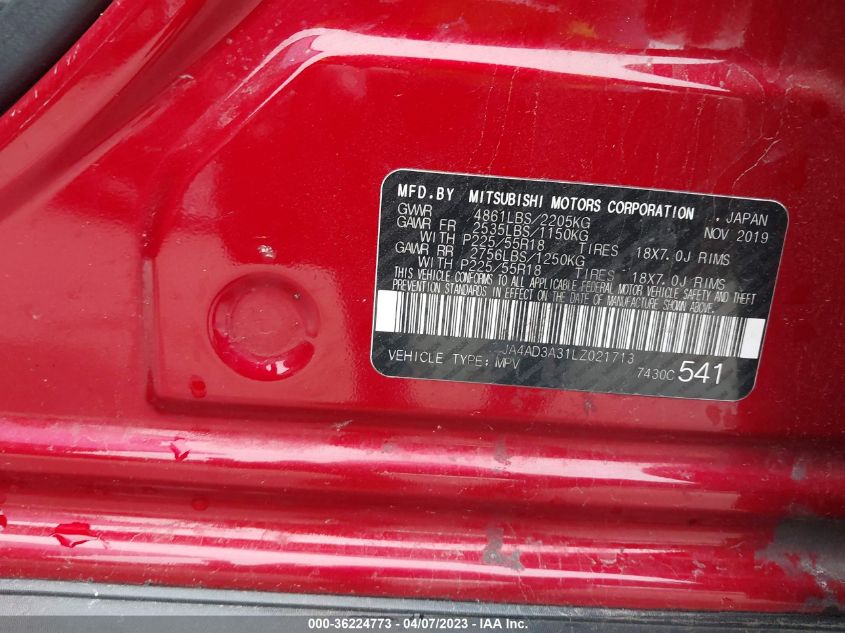 MFD.BY MITSUBISHI MOTORS CORPORATION , JAPAN
GVWR 4861LBS/2205KG NOV 2019
GAWR FR 2535LBS/1150KG
WITH P225/55R18 TIRES 18X7.0J RIMS
GAWR RR 2756LBS/1250KG
WITH P225/55R18 TIRES 18X7.0J RIMS
THIS VEHICLE CONFORMS TO ALL APPLICABLE FEDERAL MOTOR VEHICLE SAFETY AND THEFT
PREVENTION STANDARDS IN EFFECT ON THE DATE OF MANUFACTURE SHOWN ABOVE.
JA4AD3A31LZ021713
VEHICLE TYPE: MPV 7430C 541
000-36224773 - 04/07/2023 - IAA Inc.